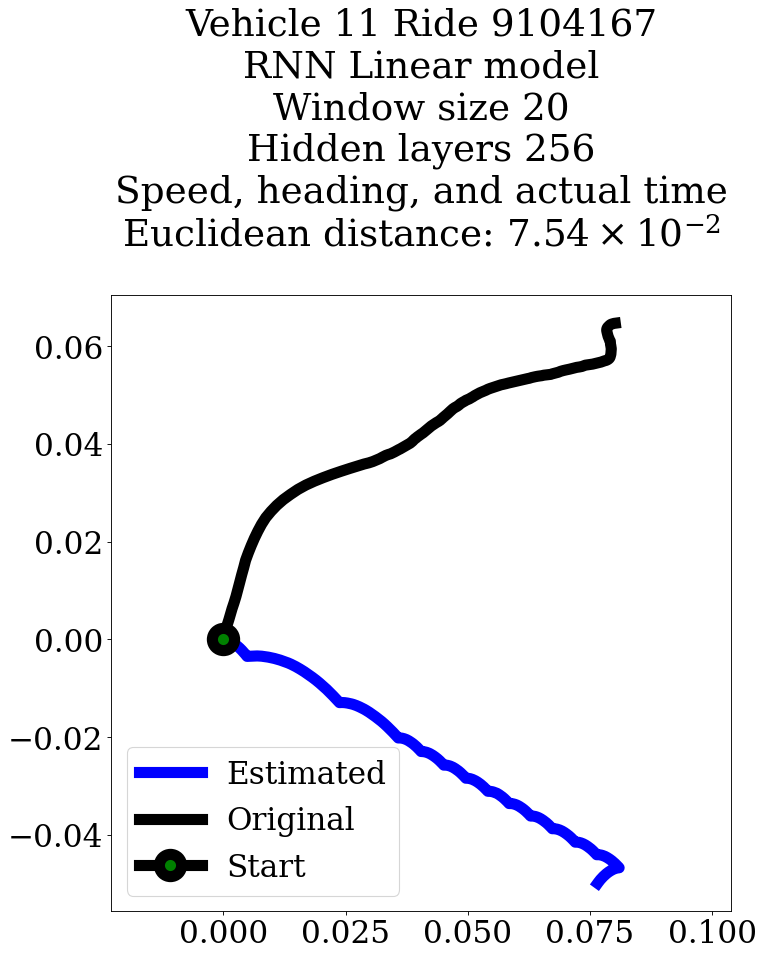 Vehicle 11 Ride 9104167
RNN Linear model
Window size 20
Hidden layers 256
Speed, heading, and actual time
Euclidean distance: 7.54 × 10⁻²
0.06
0.04
0.02
0.00
−0.02
−0.04
Estimated
Original
Start
0.000 0.025 0.050 0.075 0.100